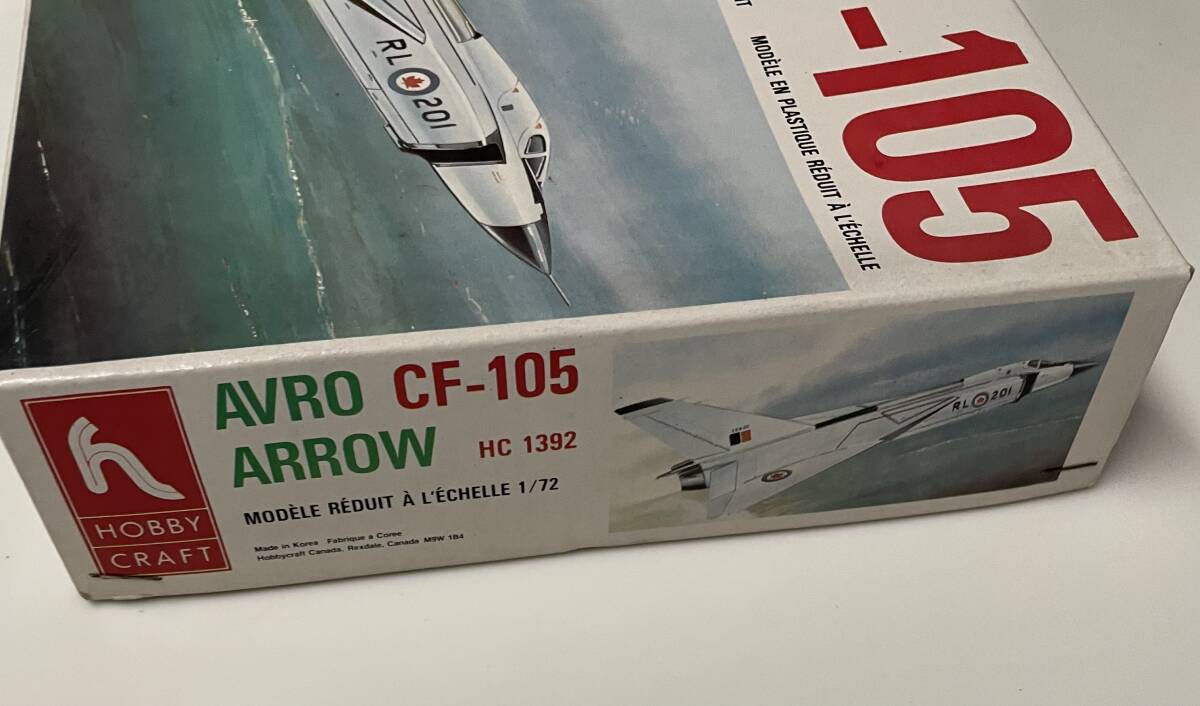 -105
MODÈLE EN PLASTIQUE RÉDUIT À L'ÉCHELLE
RL 201
AVRO CF-105
ARROW HC 1392
MODÈLE RÉDUIT À L'ÉCHELLE 1/72
Made in Korea Fabrique a Coree
Hobbycraft Canada, Rexdale, Canada M9W 1B4
h
HOBBY
CRAFT
RL 201